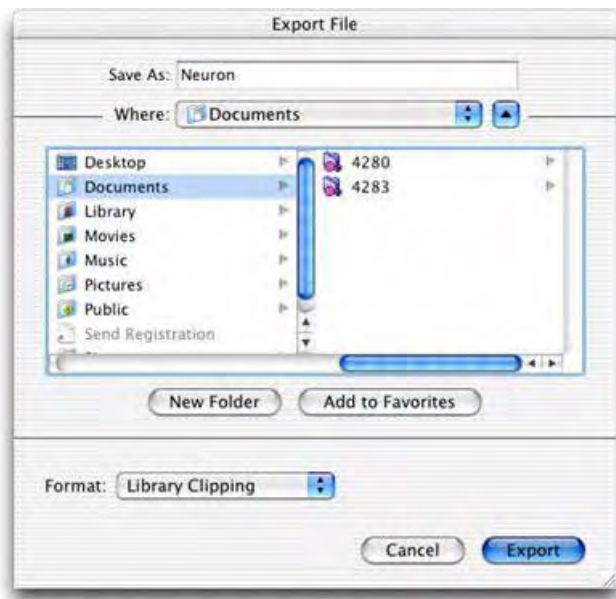 Export File
Save As: Neuron
Where: Documents
Desktop
Documents
Library
Movies
Music
Pictures
Public
Send Registration
4280
4283
New Folder
Add to Favorites
Format: Library Clipping
Cancel
Export